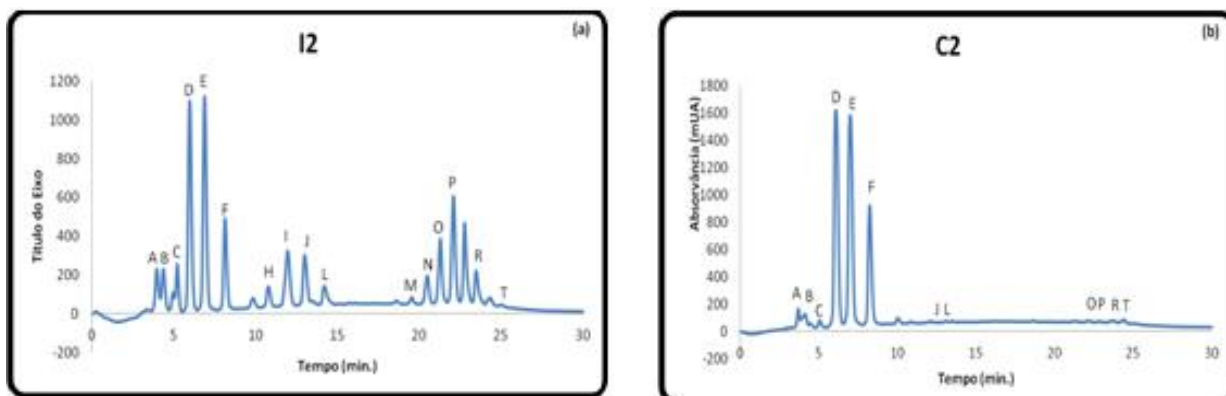 (a)
I2
1200
1000
800
600
400
200
0
-200
Título do Eixo
0 5 10 15 20 25 30
Tempo (min.)
A B C D E F H I J L M N O P R T
(b)
C2
1800
1600
1400
1200
1000
800
600
400
200
0
-200
Absorvância (mUA)
0 5 10 15 20 25 30
Tempo (min.)
A B C D E F J L O P R T